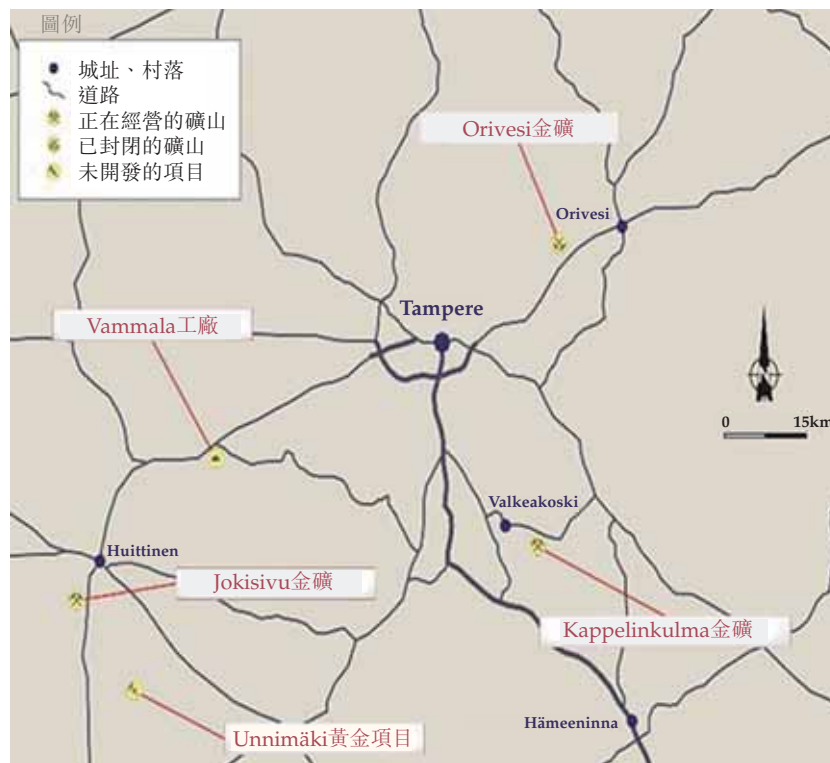 圖例
城址、村落
道路
正在經營的礦山
已封閉的礦山
未開發的項目
Orivesi金礦
Orivesi
Tampere
Vammala工廠
0 15km
Valkeakoski
Huittinen
Jokisivu金礦
Kappelinkulma金礦
Hämeeninna
Unnimäki黃金項目